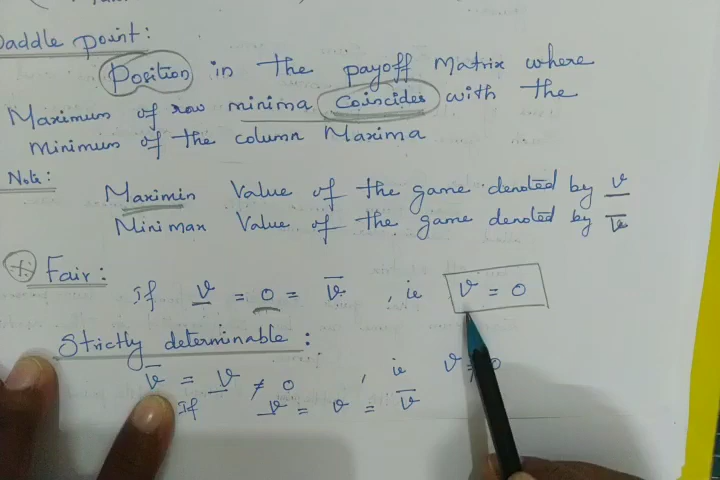 Saddle point:
Position in the payoff Matrix where
Maximum of row minima coincides with the
minimum of the column Maxima
Note:
Maximin Value of the game denoted by v̲
Minimax Value of the game denoted by v̅
* Fair:
If v̲ = 0 = v̅ , ie v = 0
Strictly determinable:
v̅ = v̲ ≠ 0 , ie v ≠ 0
If v̲ = v = v̅